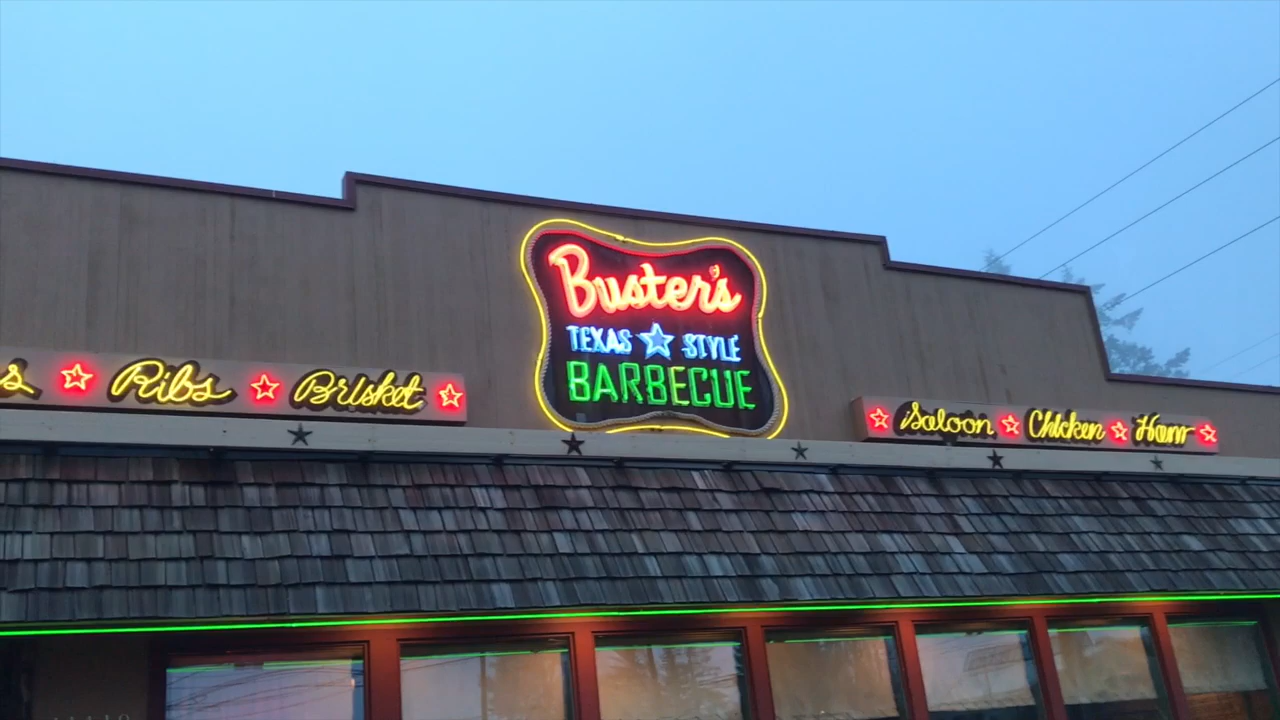 Buster's
TEXAS STYLE
BARBECUE
Ribs Brisket
Saloon Chicken Ham